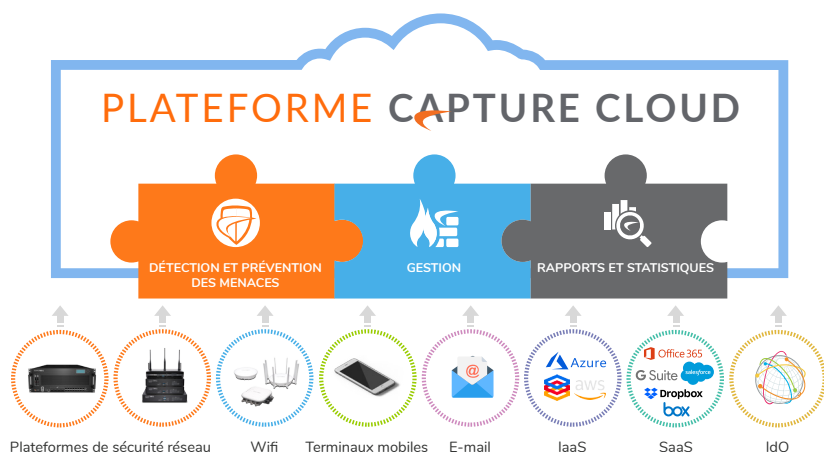 PLATEFORME CAPTURE CLOUD
DÉTECTION ET PRÉVENTION
DES MENACES
GESTION
RAPPORTS ET STATISTIQUES
@
Azure
aws
Office 365
G Suite
salesforce
Dropbox
box
Plateformes de sécurité réseau
Wifi
Terminaux mobiles
E-mail
IaaS
SaaS
IdO